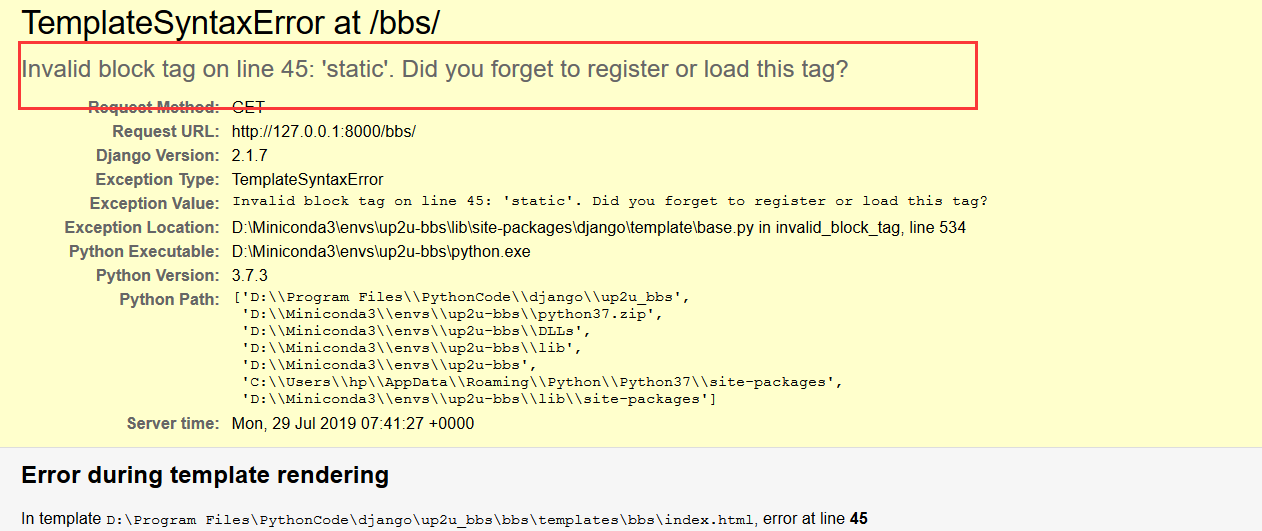 TemplateSyntaxError at /bbs/
Invalid block tag on line 45: 'static'. Did you forget to register or load this tag?
Request Method: GET
Request URL: http://127.0.0.1:8000/bbs/
Django Version: 2.1.7
Exception Type: TemplateSyntaxError
Exception Value: Invalid block tag on line 45: 'static'. Did you forget to register or load this tag?
Exception Location: D:\Miniconda3\envs\up2u-bbs\lib\site-packages\django\template\base.py in invalid_block_tag, line 534
Python Executable: D:\Miniconda3\envs\up2u-bbs\python.exe
Python Version: 3.7.3
Python Path: ['D:\\Program Files\\PythonCode\\django\\up2u_bbs',
'D:\\Miniconda3\\envs\\up2u-bbs\\python37.zip',
'D:\\Miniconda3\\envs\\up2u-bbs\\DLLs',
'D:\\Miniconda3\\envs\\up2u-bbs\\lib',
'D:\\Miniconda3\\envs\\up2u-bbs',
'C:\\Users\\hp\\AppData\\Roaming\\Python\\Python37\\site-packages',
'D:\\Miniconda3\\envs\\up2u-bbs\\lib\\site-packages']
Server time: Mon, 29 Jul 2019 07:41:27 +0000
Error during template rendering
In template D:\Program Files\PythonCode\django\up2u_bbs\bbs\templates\bbs\index.html, error at line 45